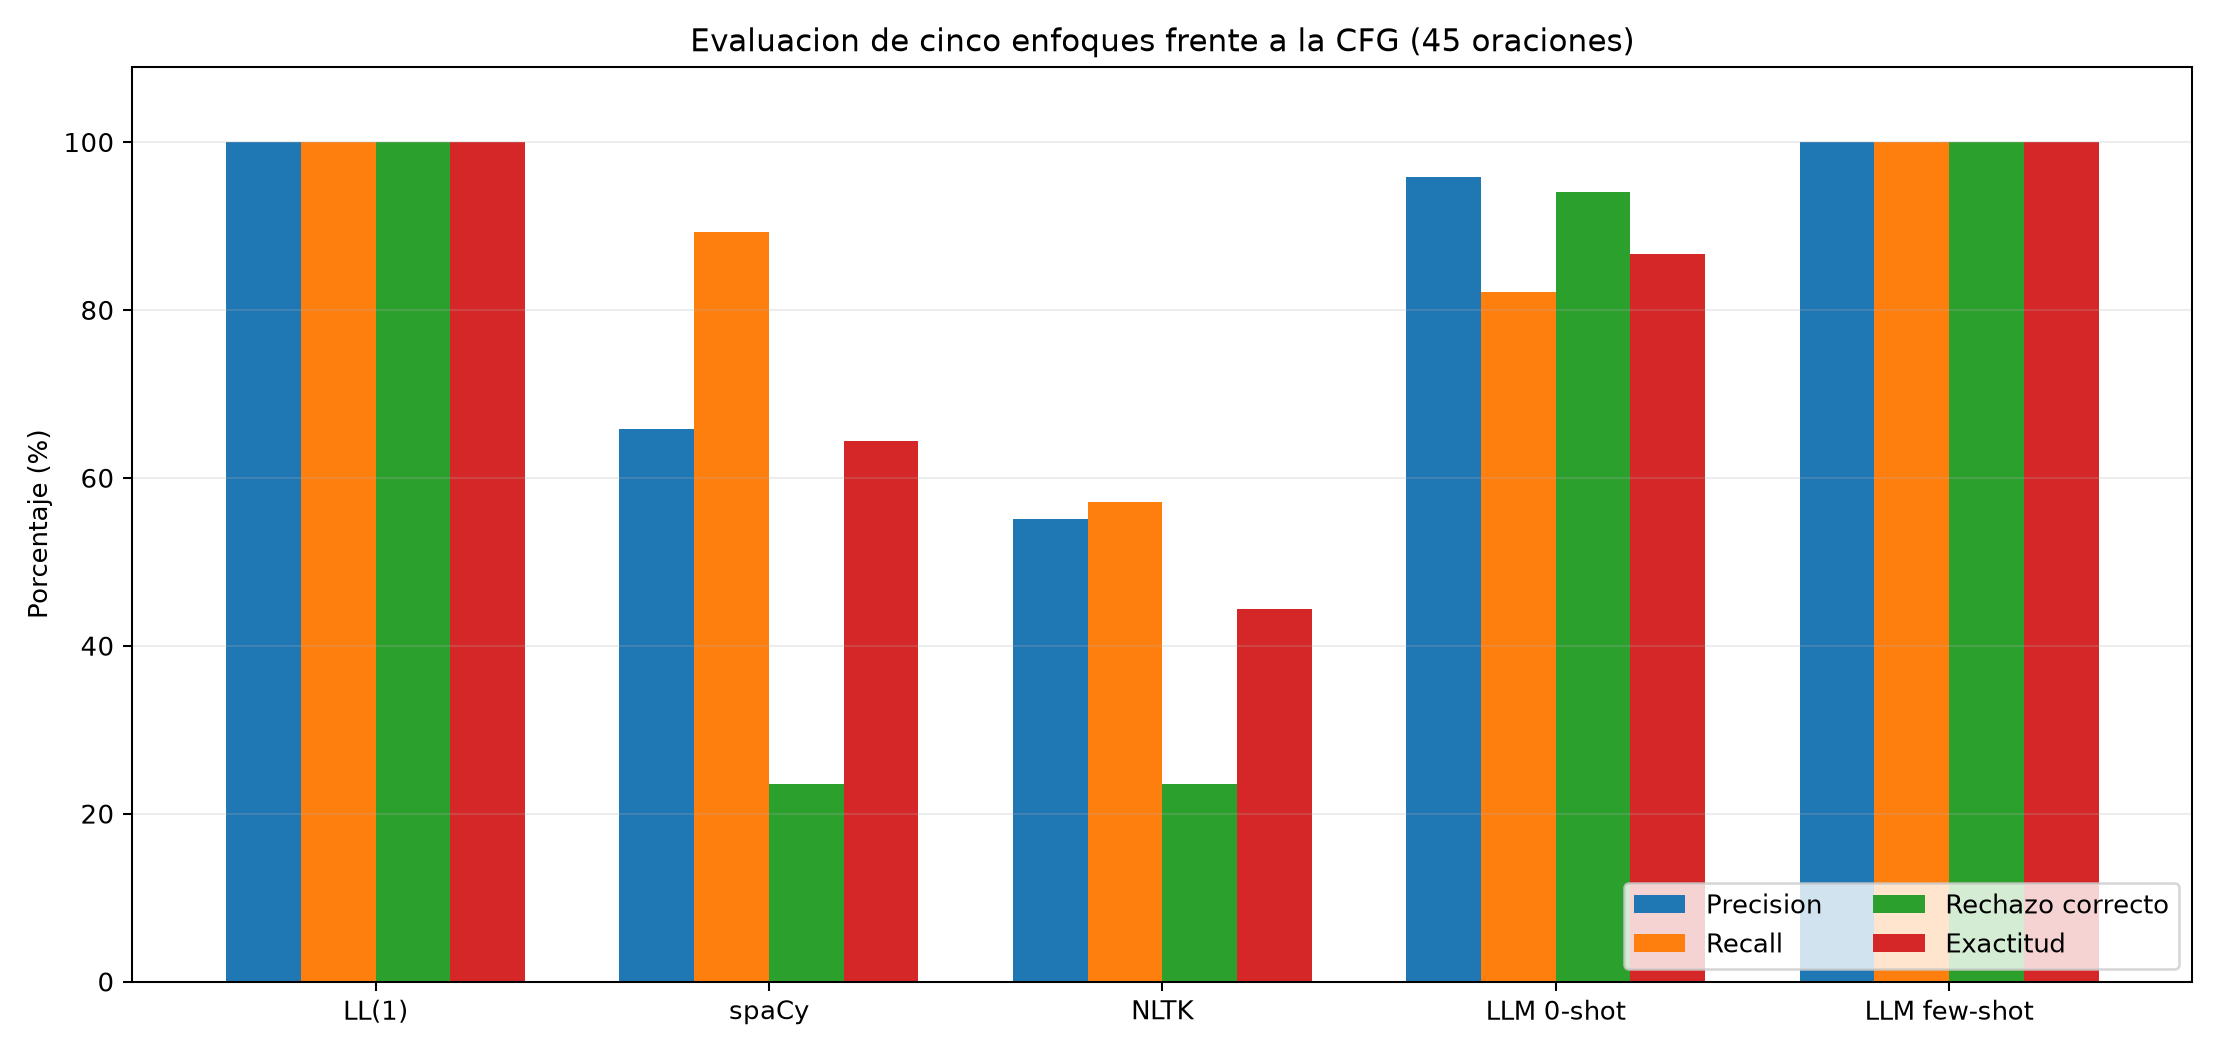 Evaluacion de cinco enfoques frente a la CFG (45 oraciones)
Porcentaje (%)
100
80
60
40
20
0
LL(1)
spaCy
NLTK
LLM 0-shot
LLM few-shot
Precision
Recall
Rechazo correcto
Exactitud